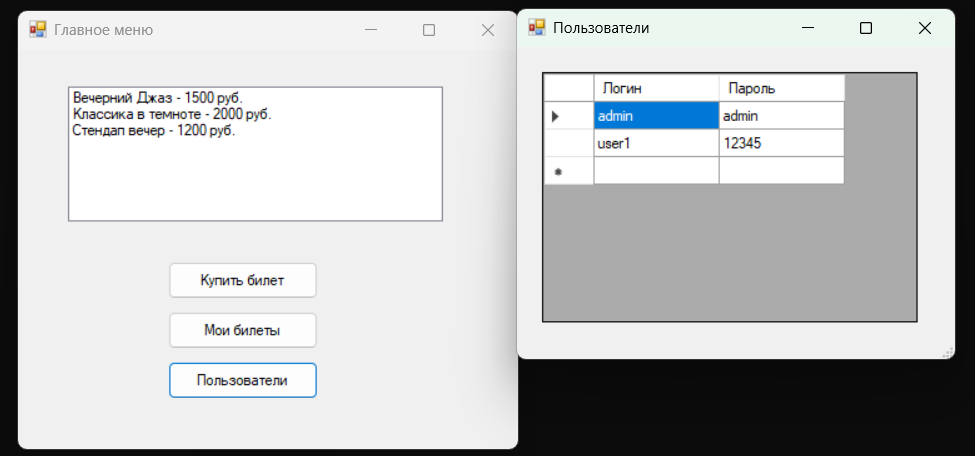 Главное меню
Вечерний Джаз - 1500 руб.
Классика в темноте - 2000 руб.
Стендап вечер - 1200 руб.
Купить билет
Мои билеты
Пользователи
Пользователи
Логин Пароль
admin admin
user1 12345